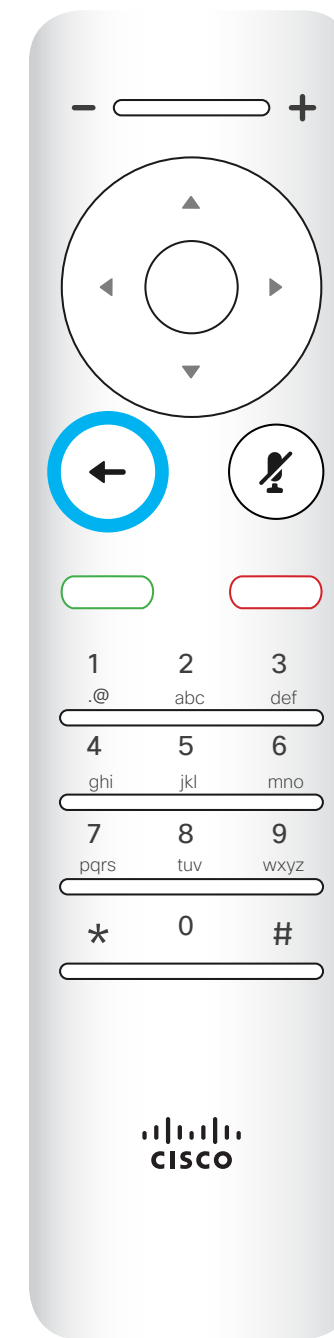 - +
1 2 3
.@ abc def
4 5 6
ghi jkl mno
7 8 9
pqrs tuv wxyz
* 0 #
CISCO